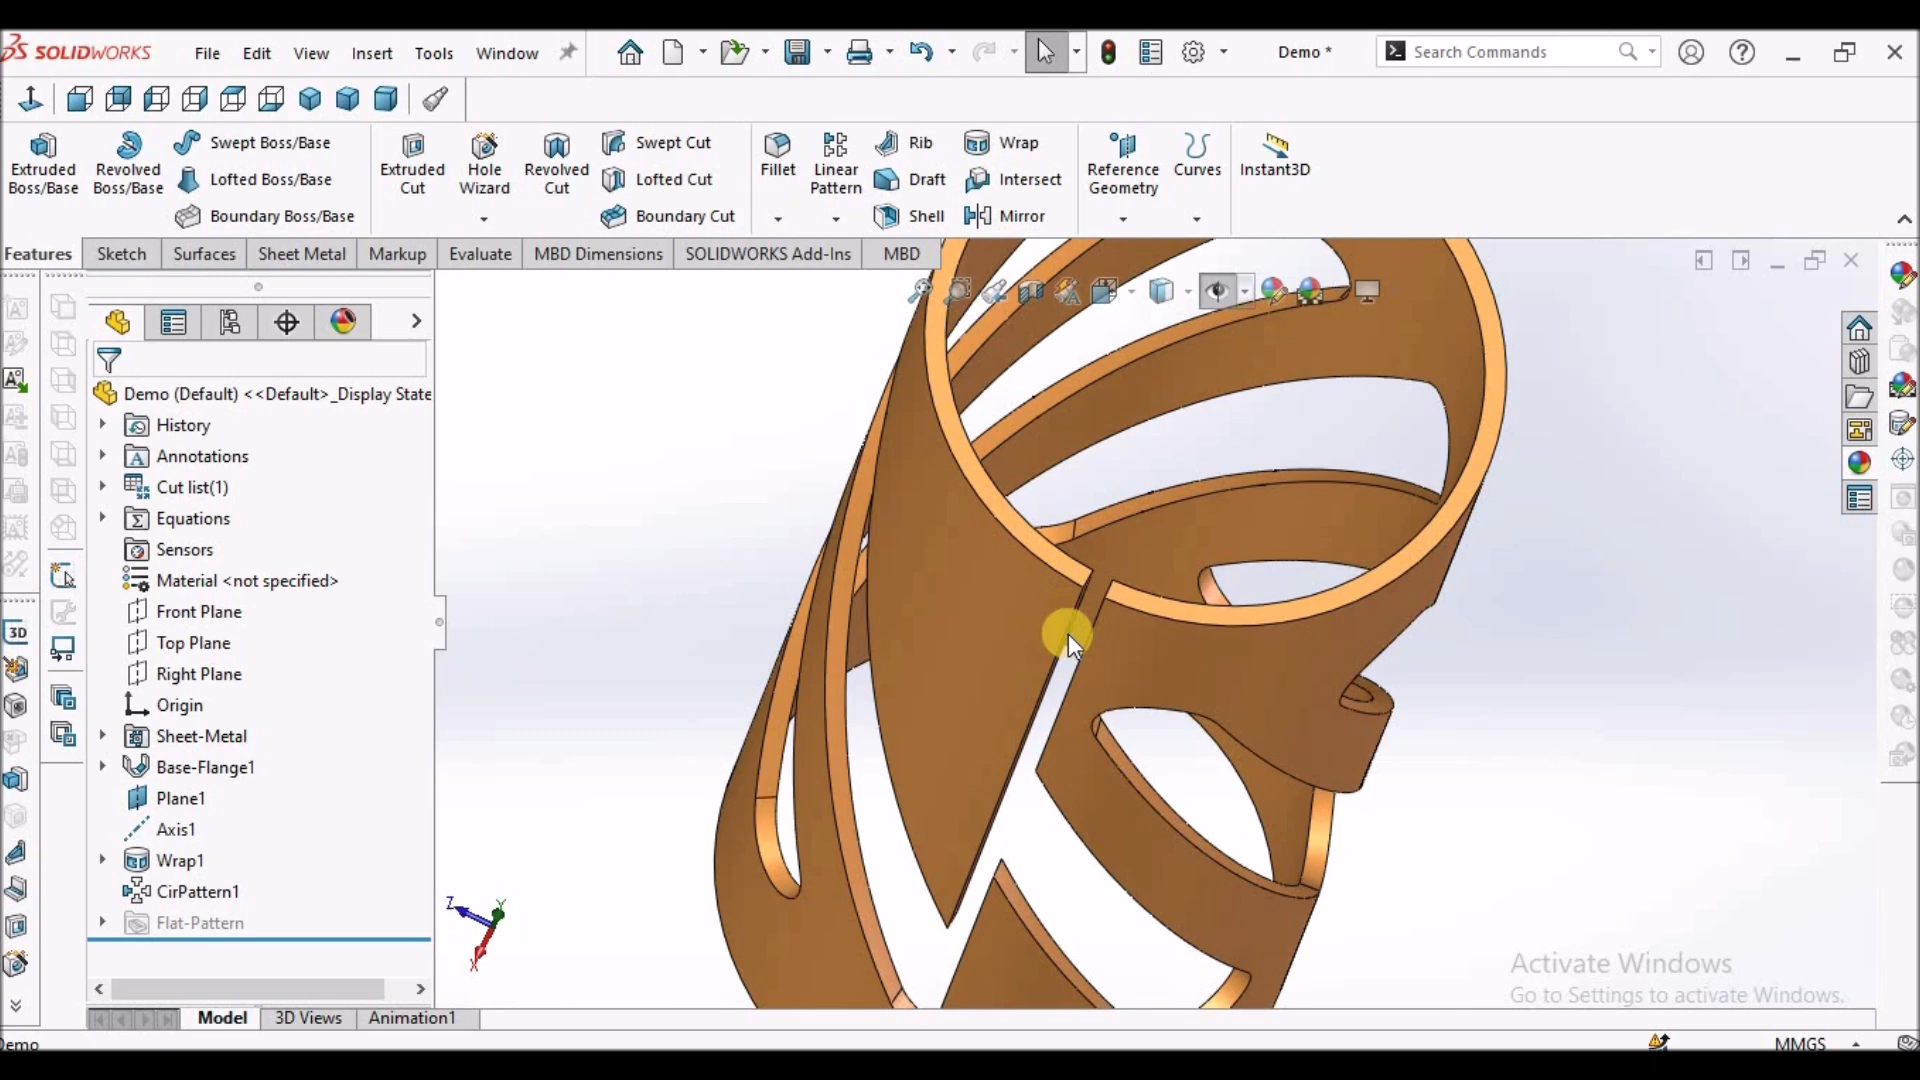 SOLIDWORKS File Edit View Insert Tools Window Demo * Search Commands
Extruded Boss/Base
Revolved Boss/Base
Swept Boss/Base
Lofted Boss/Base
Boundary Boss/Base
Extruded Cut
Hole Wizard
Revolved Cut
Swept Cut
Lofted Cut
Boundary Cut
Fillet
Linear Pattern
Rib
Draft
Shell
Wrap
Intersect
Mirror
Reference Geometry
Curves
Instant3D
Features Sketch Surfaces Sheet Metal Markup Evaluate MBD Dimensions SOLIDWORKS Add-Ins MBD
Demo (Default) <<Default>_Display State
History
Annotations
Cut list(1)
Equations
Sensors
Material <not specified>
Front Plane
Top Plane
Right Plane
Origin
Sheet-Metal
Base-Flange1
Plane1
Axis1
Wrap1
CirPattern1
Flat-Pattern
3D
Z Y
X
Activate Windows
Go to Settings to activate Windows.
Model 3D Views Animation1
Demo MMGS